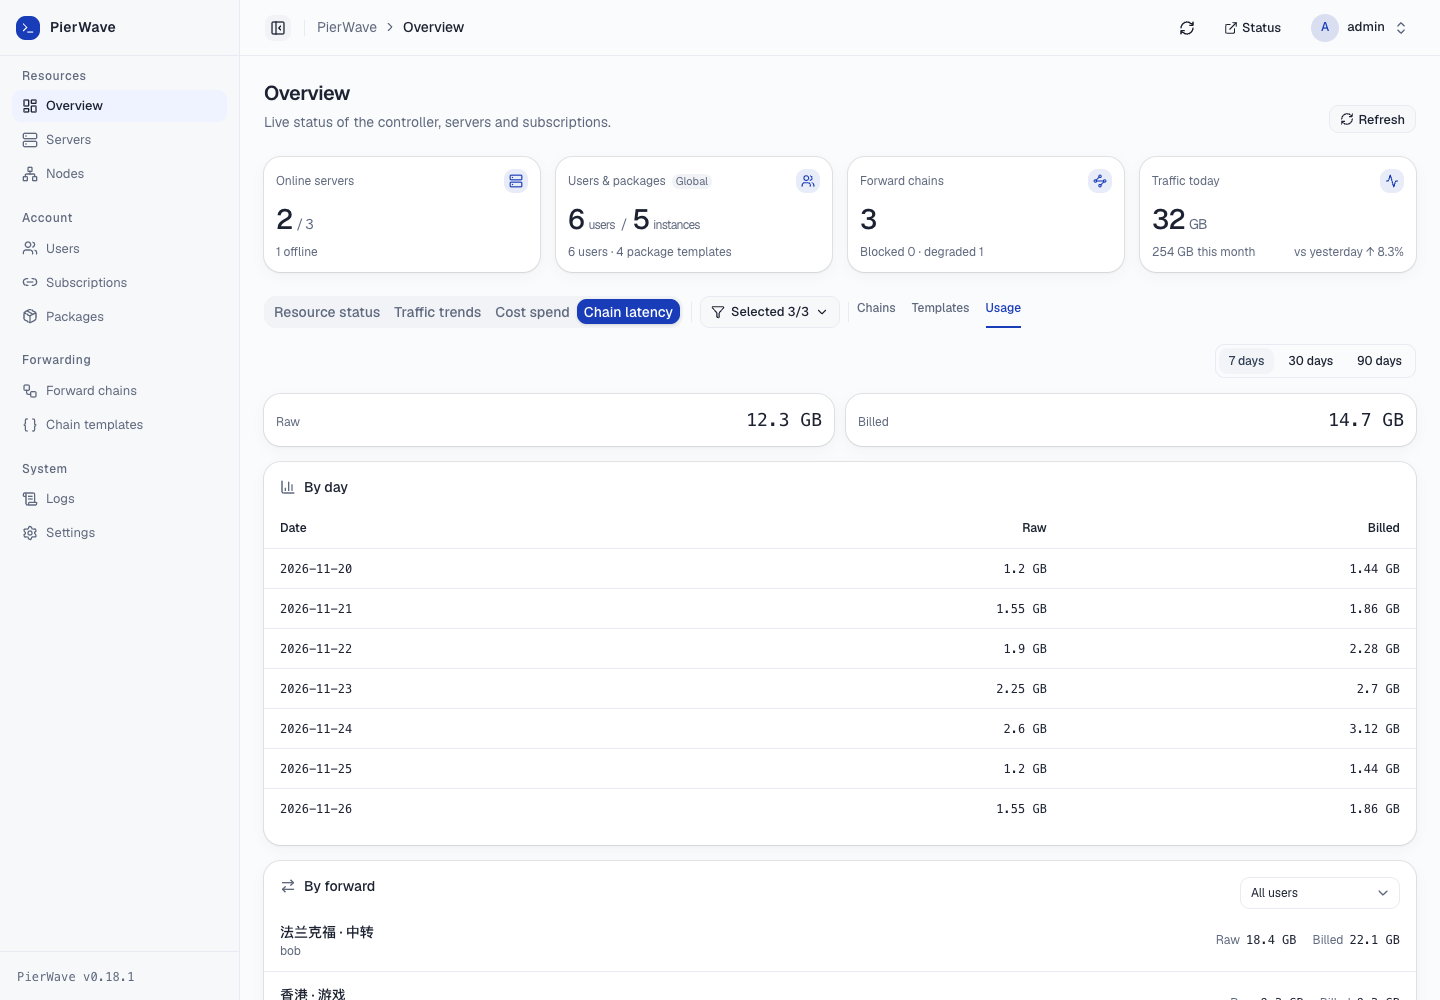 PierWave
PierWave > Overview
Status
A admin
Resources
Overview
Servers
Nodes
Account
Users
Subscriptions
Packages
Forwarding
Forward chains
Chain templates
System
Logs
Settings
PierWave v0.18.1
Overview
Live status of the controller, servers and subscriptions.
Refresh
Online servers
2 / 3
1 offline
Users & packages Global
6 users / 5 instances
6 users · 4 package templates
Forward chains
3
Blocked 0 · degraded 1
Traffic today
32 GB
254 GB this month vs yesterday ↑ 8.3%
Resource status Traffic trends Cost spend Chain latency Selected 3/3 Chains Templates Usage
7 days 30 days 90 days
Raw 12.3 GB
Billed 14.7 GB
By day
Date Raw Billed
2026-11-20 1.2 GB 1.44 GB
2026-11-21 1.55 GB 1.86 GB
2026-11-22 1.9 GB 2.28 GB
2026-11-23 2.25 GB 2.7 GB
2026-11-24 2.6 GB 3.12 GB
2026-11-25 1.2 GB 1.44 GB
2026-11-26 1.55 GB 1.86 GB
By forward
All users
法兰克福 · 中转
bob
Raw 18.4 GB Billed 22.1 GB
香港 · 游戏